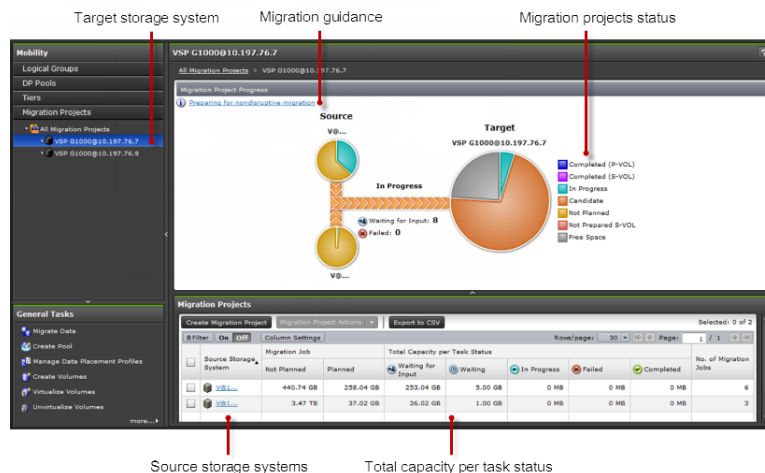 Target storage system
Migration guidance
Migration projects status
Mobility
Logical Groups
DP Pools
Tiers
Migration Projects
All Migration Projects
VSP G1000@10.197.76.7
VSP G1000@10.197.76.9
General Tasks
Migrate Data
Create Pool
Manage Data Placement Profiles
Create Volumes
Virtualize Volumes
Unvirtualize Volumes
more...
VSP G1000@10.197.76.7
?
All Migration Projects > VSP G1000@10.197.76.7
Migration Project Progress
Preparing for nondisruptive migration
Source
V@...
Target
VSP G1000@10.197.76.7
In Progress
Waiting for Input: 8
Failed: 0
V@...
Completed (P-VOL)
Completed (S-VOL)
In Progress
Candidate
Not Planned
Not Prepared S-VOL
Free Space
Migration Projects
Create Migration Project
Migration Project Actions
Export to CSV
Selected: 0 of 2
Filter On Off Column Settings Rows/page: 30 Page: 1 / 1
Source Storage System
Migration Job
Not Planned
Planned
Total Capacity per Task Status
Waiting for Input
Waiting
In Progress
Failed
Completed
No. of Migration Jobs
V@1... 440.74 GB 258.04 GB 253.04 GB 5.00 GB 0 MB 0 MB 0 MB 6
V@1... 3.47 TB 37.02 GB 36.02 GB 1.00 GB 0 MB 0 MB 0 MB 3
Source storage systems
Total capacity per task status